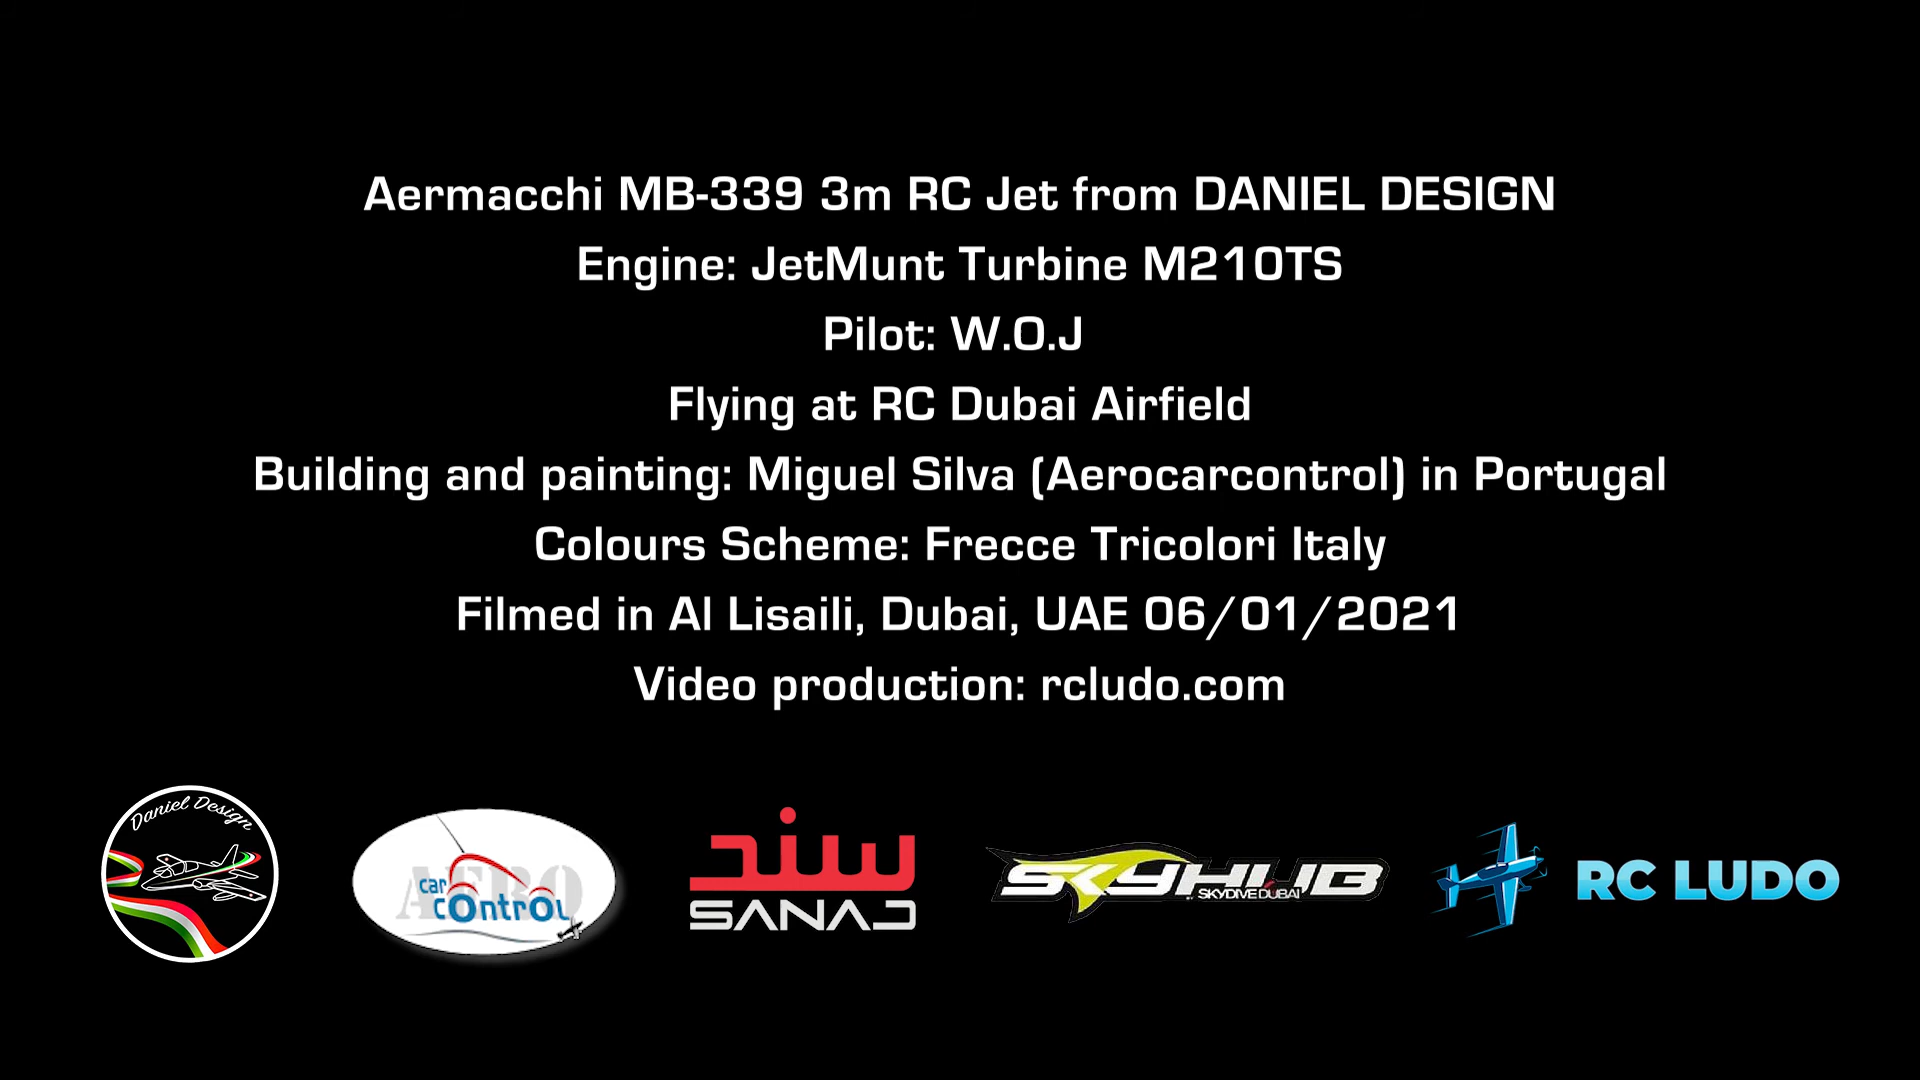 Aermacchi MB-339 3m RC Jet from DANIEL DESIGN
Engine: JetMunt Turbine M210TS
Pilot: W.O.J
Flying at RC Dubai Airfield
Building and painting: Miguel Silva (Aerocarcontrol) in Portugal
Colours Scheme: Frecce Tricolori Italy
Filmed in Al Lisaili, Dubai, UAE 06/01/2021
Video production: rcludo.com
Daniel Design
AERO
car
control
سند
SANAD
SKYHUB
BY SKYDIVE DUBAI
RC LUDO